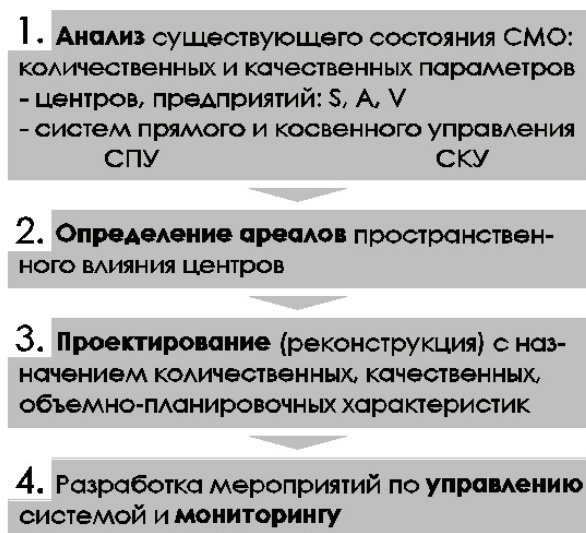 1. Анализ существующего состояния СМО:
количественных и качественных параметров
- центров, предприятий: S, A, V
- систем прямого и косвенного управления
СПУ СКУ
2. Определение ареалов пространствен-
ного влияния центров
3. Проектирование (реконструкция) с наз-
начением количественных, качественных,
объемно-планировочных характеристик
4. Разработка мероприятий по управлению
системой и мониторингу